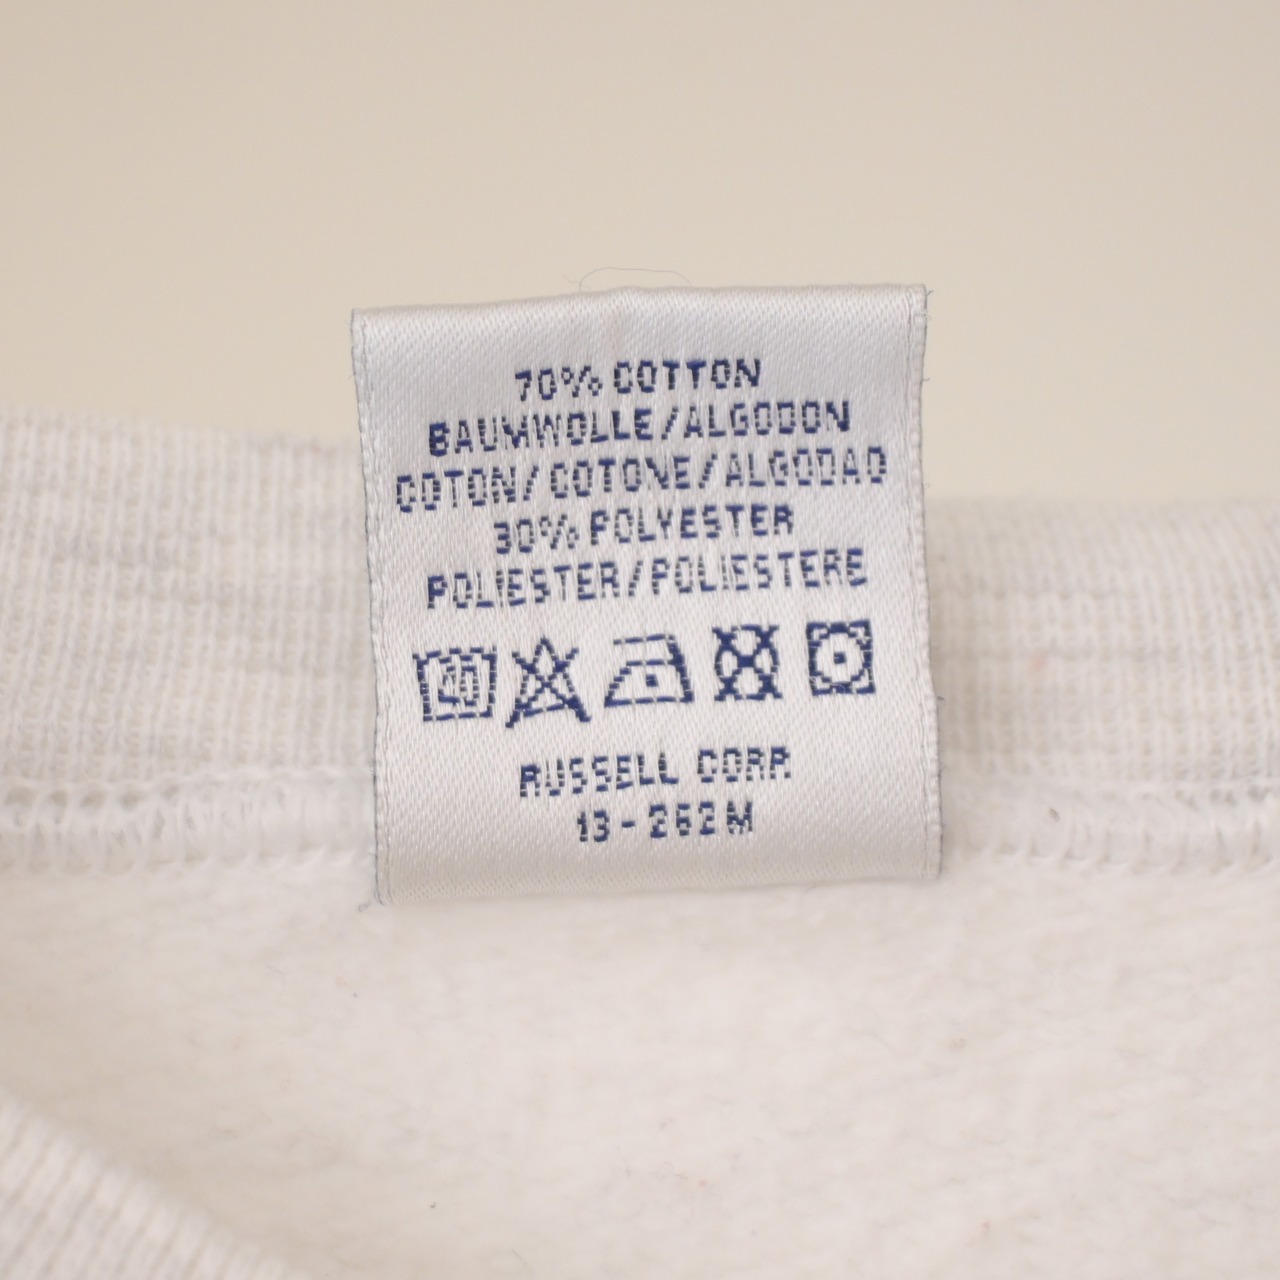 70% COTTON
BAUMWOLLE/ALGODON
COTON/COTONE/ALGODAO
30% POLYESTER
POLIESTER/POLIESTERE
40
RUSSELL CORP.
13-262M